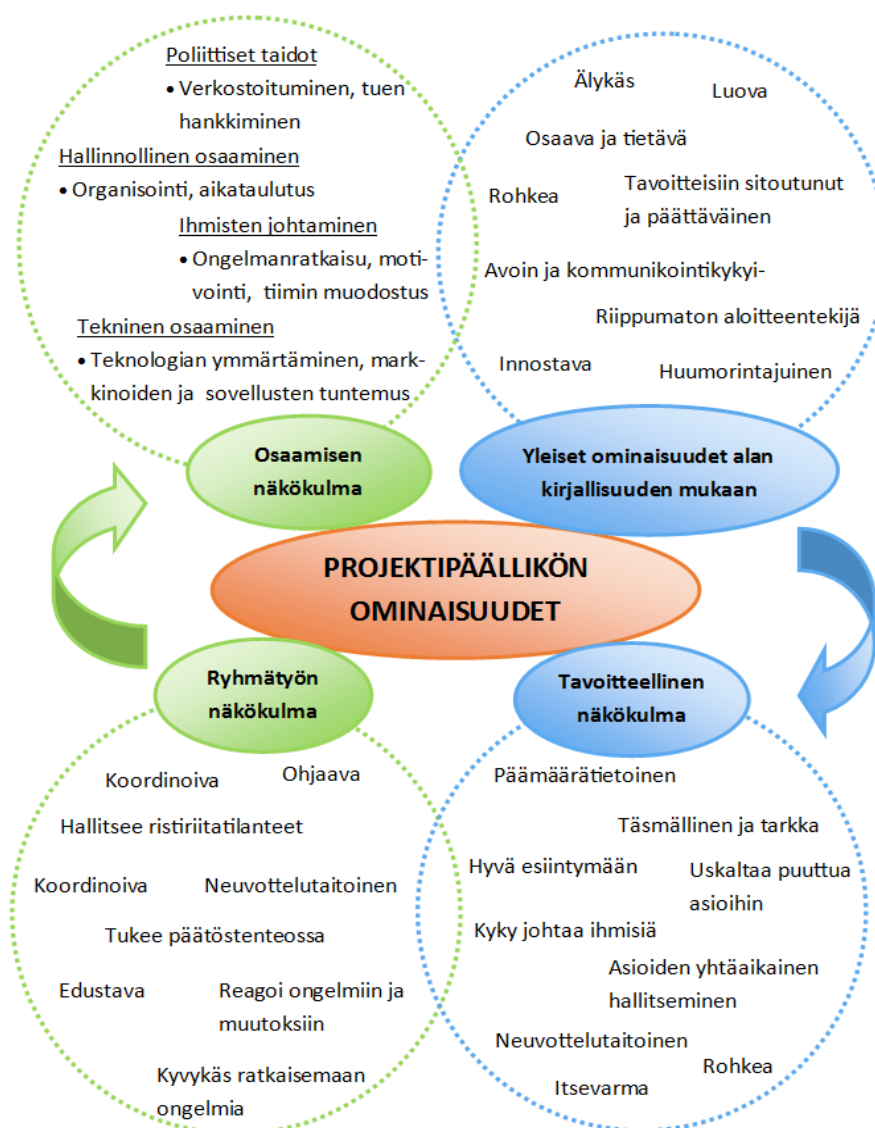 Poliittiset taidot
• Verkostoituminen, tuen
hankkiminen
Hallinnollinen osaaminen
• Organisointi, aikataulutus
Ihmisten johtaminen
• Ongelmanratkaisu, moti-
vointi, tiimin muodostus
Tekninen osaaminen
• Teknologian ymmärtäminen, mark-
kinoiden ja sovellusten tuntemus
Osaamisen
näkökulma
Älykäs
Luova
Osaava ja tietävä
Rohkea
Tavoitteisiin sitoutunut
ja päättäväinen
Avoin ja kommunikointikykyi-
Riippumaton aloitteentekijä
Innostava
Huumorintajuinen
Yleiset ominaisuudet alan
kirjallisuuden mukaan
PROJEKTIPÄÄLLIKÖN
OMINAISUUDET
Ryhmätyön
näkökulma
Koordinoiva
Ohjaava
Hallitsee ristiriitatilanteet
Koordinoiva
Neuvottelutaitoinen
Tukee päätöstenteossa
Edustava
Reagoi ongelmiin ja
muutoksiin
Kyvykäs ratkaisemaan
ongelmia
Tavoitteellinen
näkökulma
Päämäärätietoinen
Täsmällinen ja tarkka
Hyvä esiintymään
Uskaltaa puuttua
asioihin
Kyky johtaa ihmisiä
Asioiden yhtäaikainen
hallitseminen
Neuvottelutaitoinen
Rohkea
Itsevarma